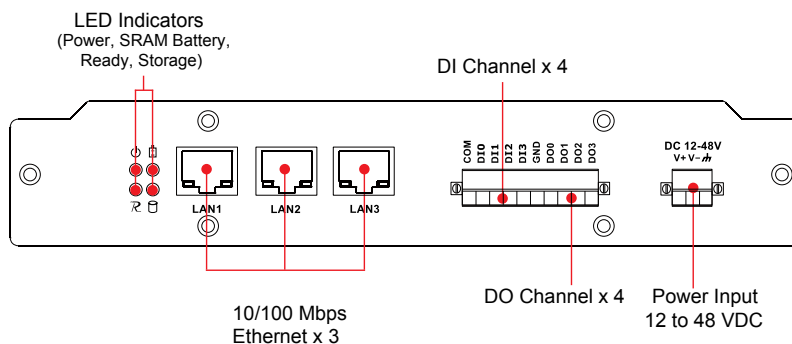 LED Indicators
(Power, SRAM Battery,
Ready, Storage)
DI Channel x 4
COM
DI0
DI1
DI2
DI3
GND
DO0
DO1
DO2
DO3
DC 12-48V
V+ V-
LAN1
LAN2
LAN3
10/100 Mbps
Ethernet x 3
DO Channel x 4
Power Input
12 to 48 VDC